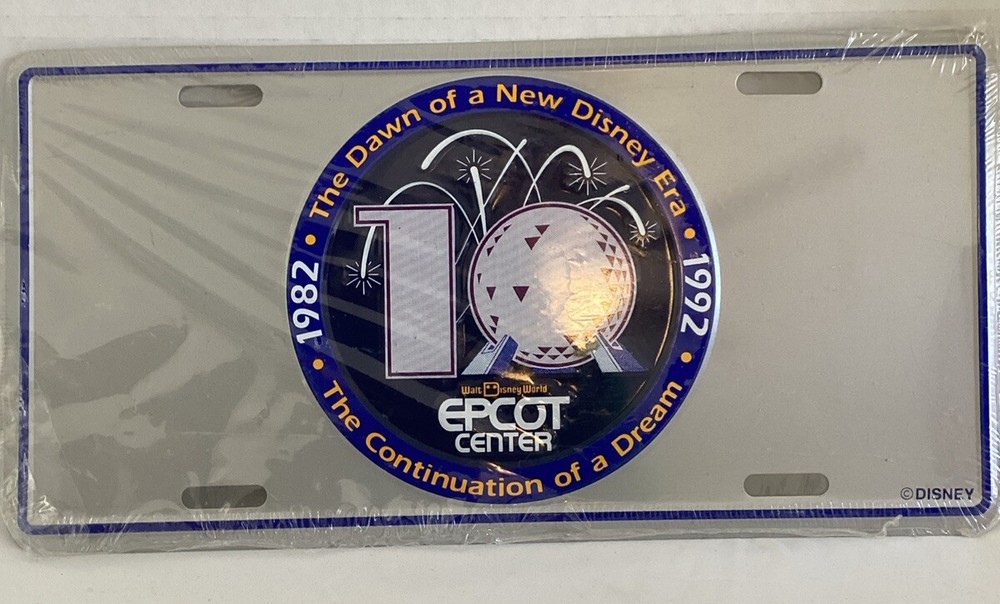 The Dawn of a New Disney Era
1982
10
1992
Walt Disney World
EPCOT
CENTER
The Continuation of a Dream
©DISNEY